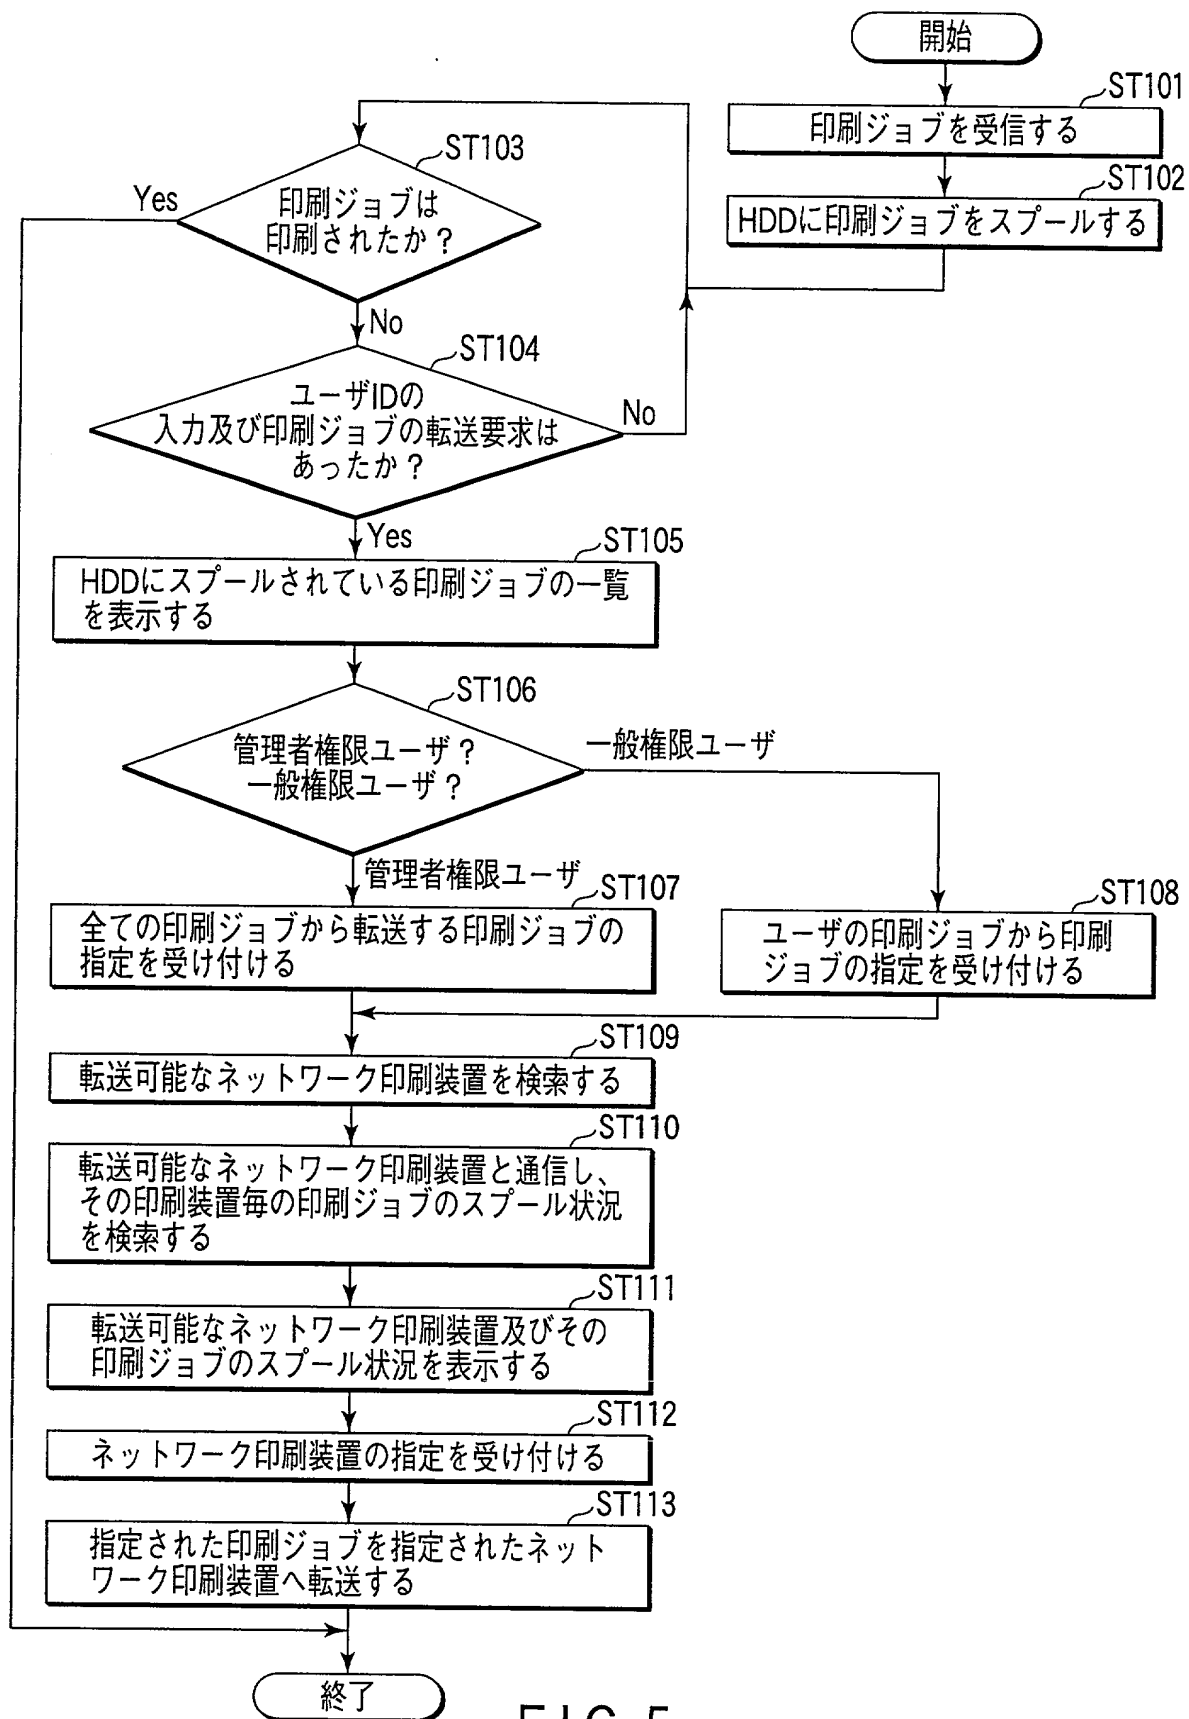 開始
ST101
印刷ジョブを受信する
ST102
HDDに印刷ジョブをスプールする
ST103
印刷ジョブは
印刷されたか？
Yes
No
ST104
ユーザIDの
入力及び印刷ジョブの転送要求は
あったか？
No
Yes
ST105
HDDにスプールされている印刷ジョブの一覧
を表示する
ST106
管理者権限ユーザ？
一般権限ユーザ？
一般権限ユーザ
管理者権限ユーザ
ST107
全ての印刷ジョブから転送する印刷ジョブの
指定を受け付ける
ST108
ユーザの印刷ジョブから印刷
ジョブの指定を受け付ける
ST109
転送可能なネットワーク印刷装置を検索する
ST110
転送可能なネットワーク印刷装置と通信し、
その印刷装置毎の印刷ジョブのスプール状況
を検索する
ST111
転送可能なネットワーク印刷装置及びその
印刷ジョブのスプール状況を表示する
ST112
ネットワーク印刷装置の指定を受け付ける
ST113
指定された印刷ジョブを指定されたネット
ワーク印刷装置へ転送する
終了
FIG. 5